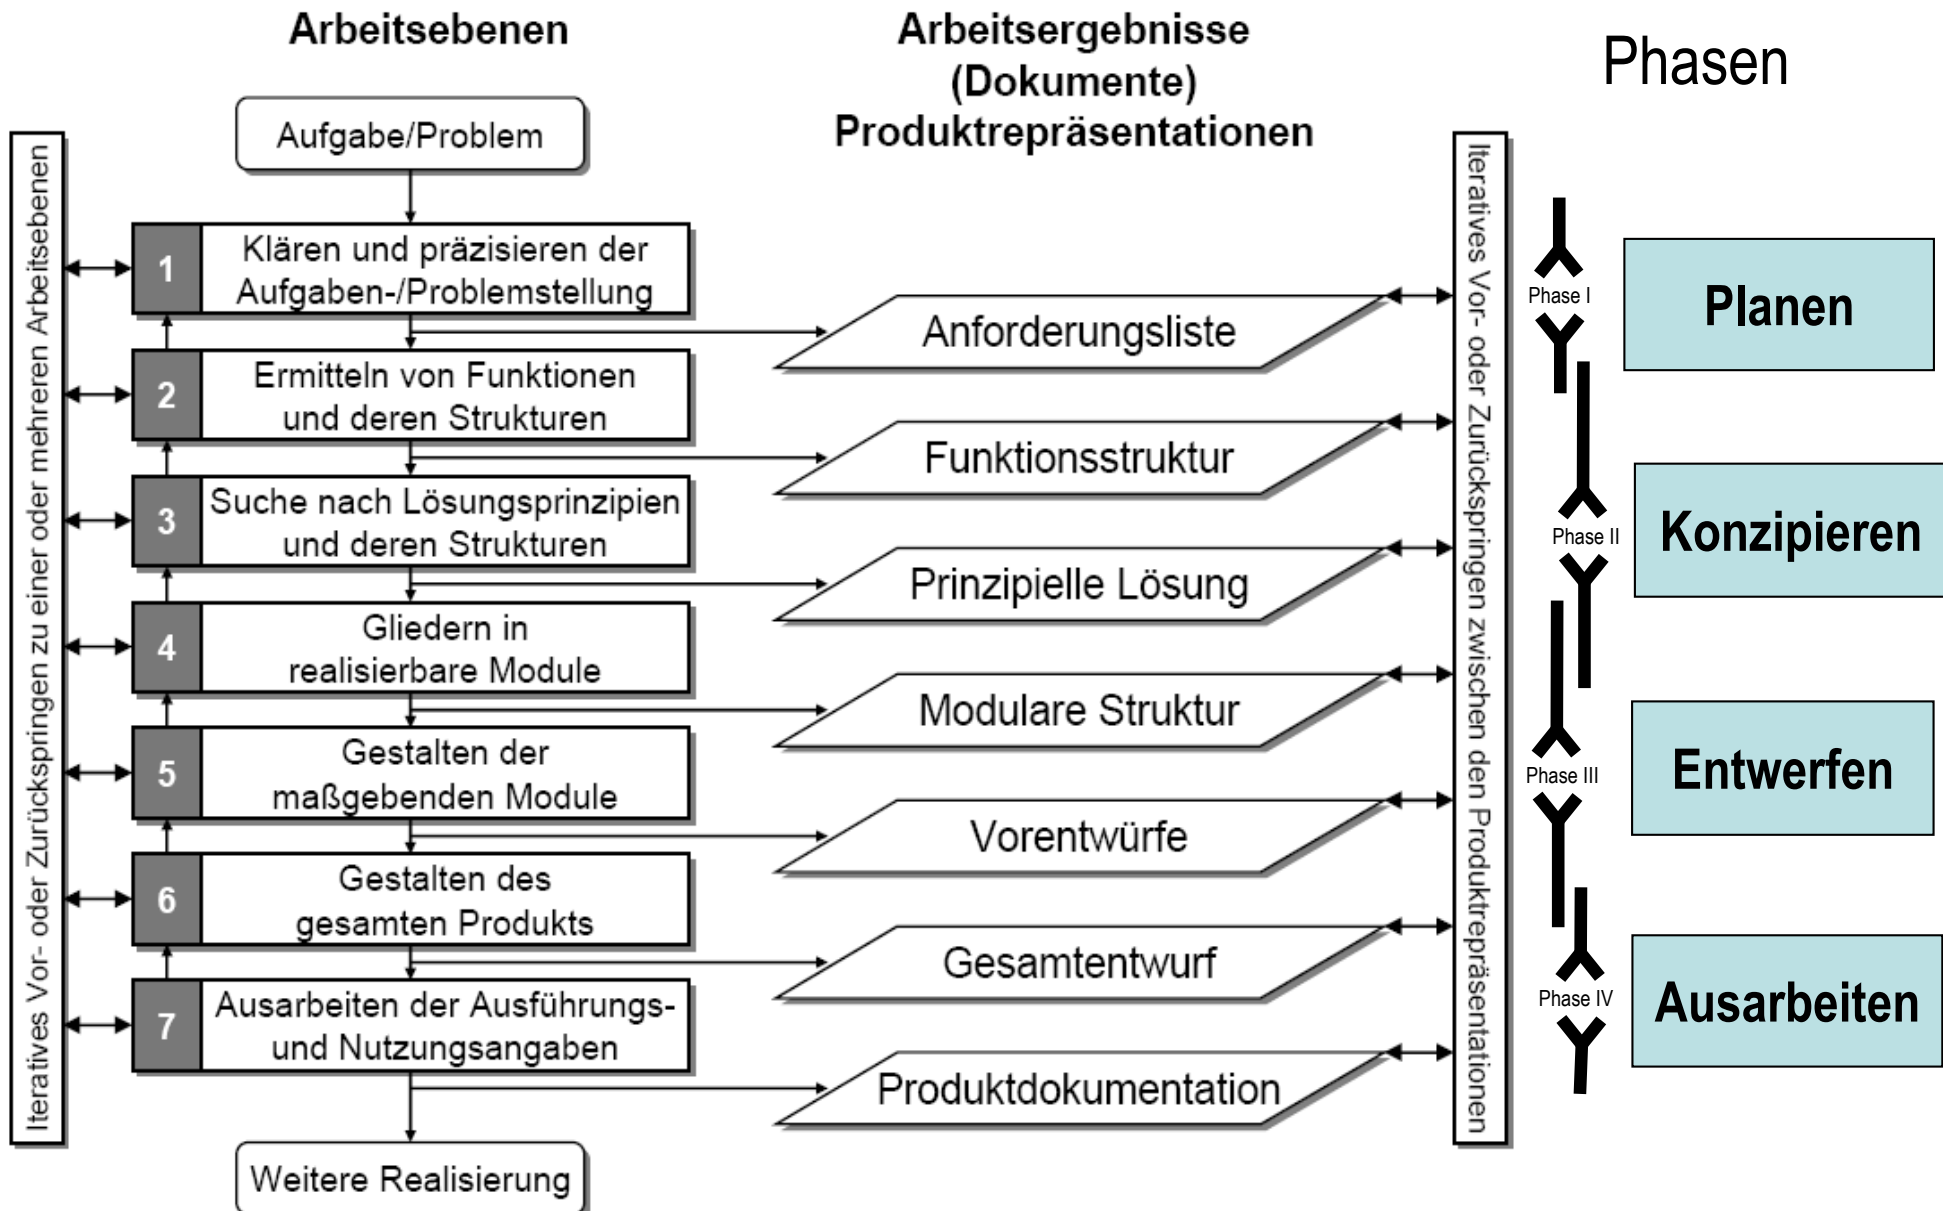 Arbeitsebenen
Arbeitsergebnisse
(Dokumente)
Produktrepräsentationen
Phasen
Iteratives Vor- oder Zurückspringen zu einer oder mehreren Arbeitsebenen
Aufgabe/Problem
1
Klären und präzisieren der
Aufgaben-/Problemstellung
2
Ermitteln von Funktionen
und deren Strukturen
3
Suche nach Lösungsprinzipien
und deren Strukturen
4
Gliedern in
realisierbare Module
5
Gestalten der
maßgebenden Module
6
Gestalten des
gesamten Produkts
7
Ausarbeiten der Ausführungs-
und Nutzungsangaben
Weitere Realisierung
Anforderungsliste
Funktionsstruktur
Prinzipielle Lösung
Modulare Struktur
Vorentwürfe
Gesamtentwurf
Produktdokumentation
Iteratives Vor- oder Zurückspringen zwischen den Produktrepräsentationen
Phase I
Planen
Phase II
Konzipieren
Phase III
Entwerfen
Phase IV
Ausarbeiten